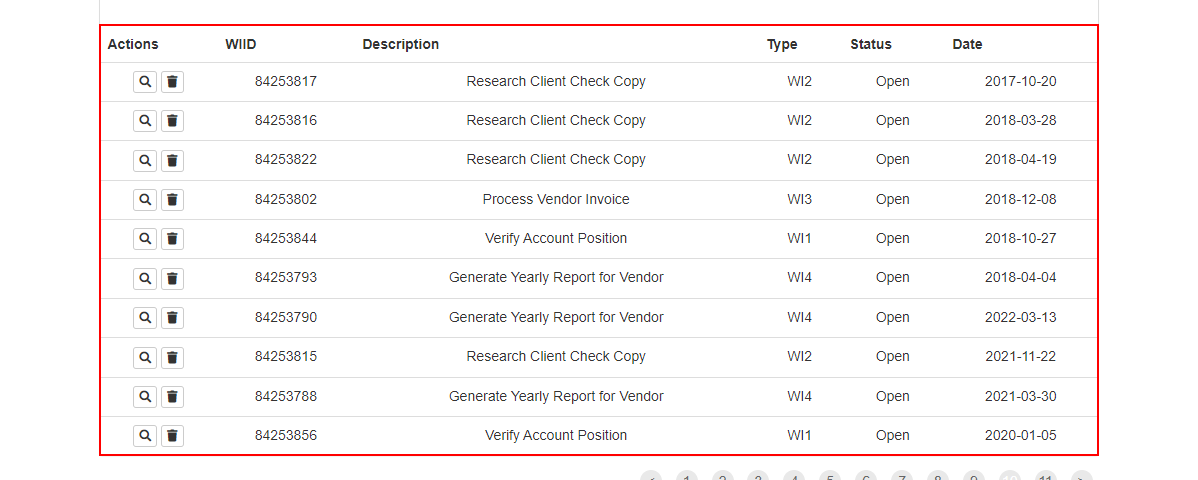 Actions WIID Description Type Status Date
84253817 Research Client Check Copy WI2 Open 2017-10-20
84253816 Research Client Check Copy WI2 Open 2018-03-28
84253822 Research Client Check Copy WI2 Open 2018-04-19
84253802 Process Vendor Invoice WI3 Open 2018-12-08
84253844 Verify Account Position WI1 Open 2018-10-27
84253793 Generate Yearly Report for Vendor WI4 Open 2018-04-04
84253790 Generate Yearly Report for Vendor WI4 Open 2022-03-13
84253815 Research Client Check Copy WI2 Open 2021-11-22
84253788 Generate Yearly Report for Vendor WI4 Open 2021-03-30
84253856 Verify Account Position WI1 Open 2020-01-05
< 1 2 3 4 5 6 7 8 9 10 11 >